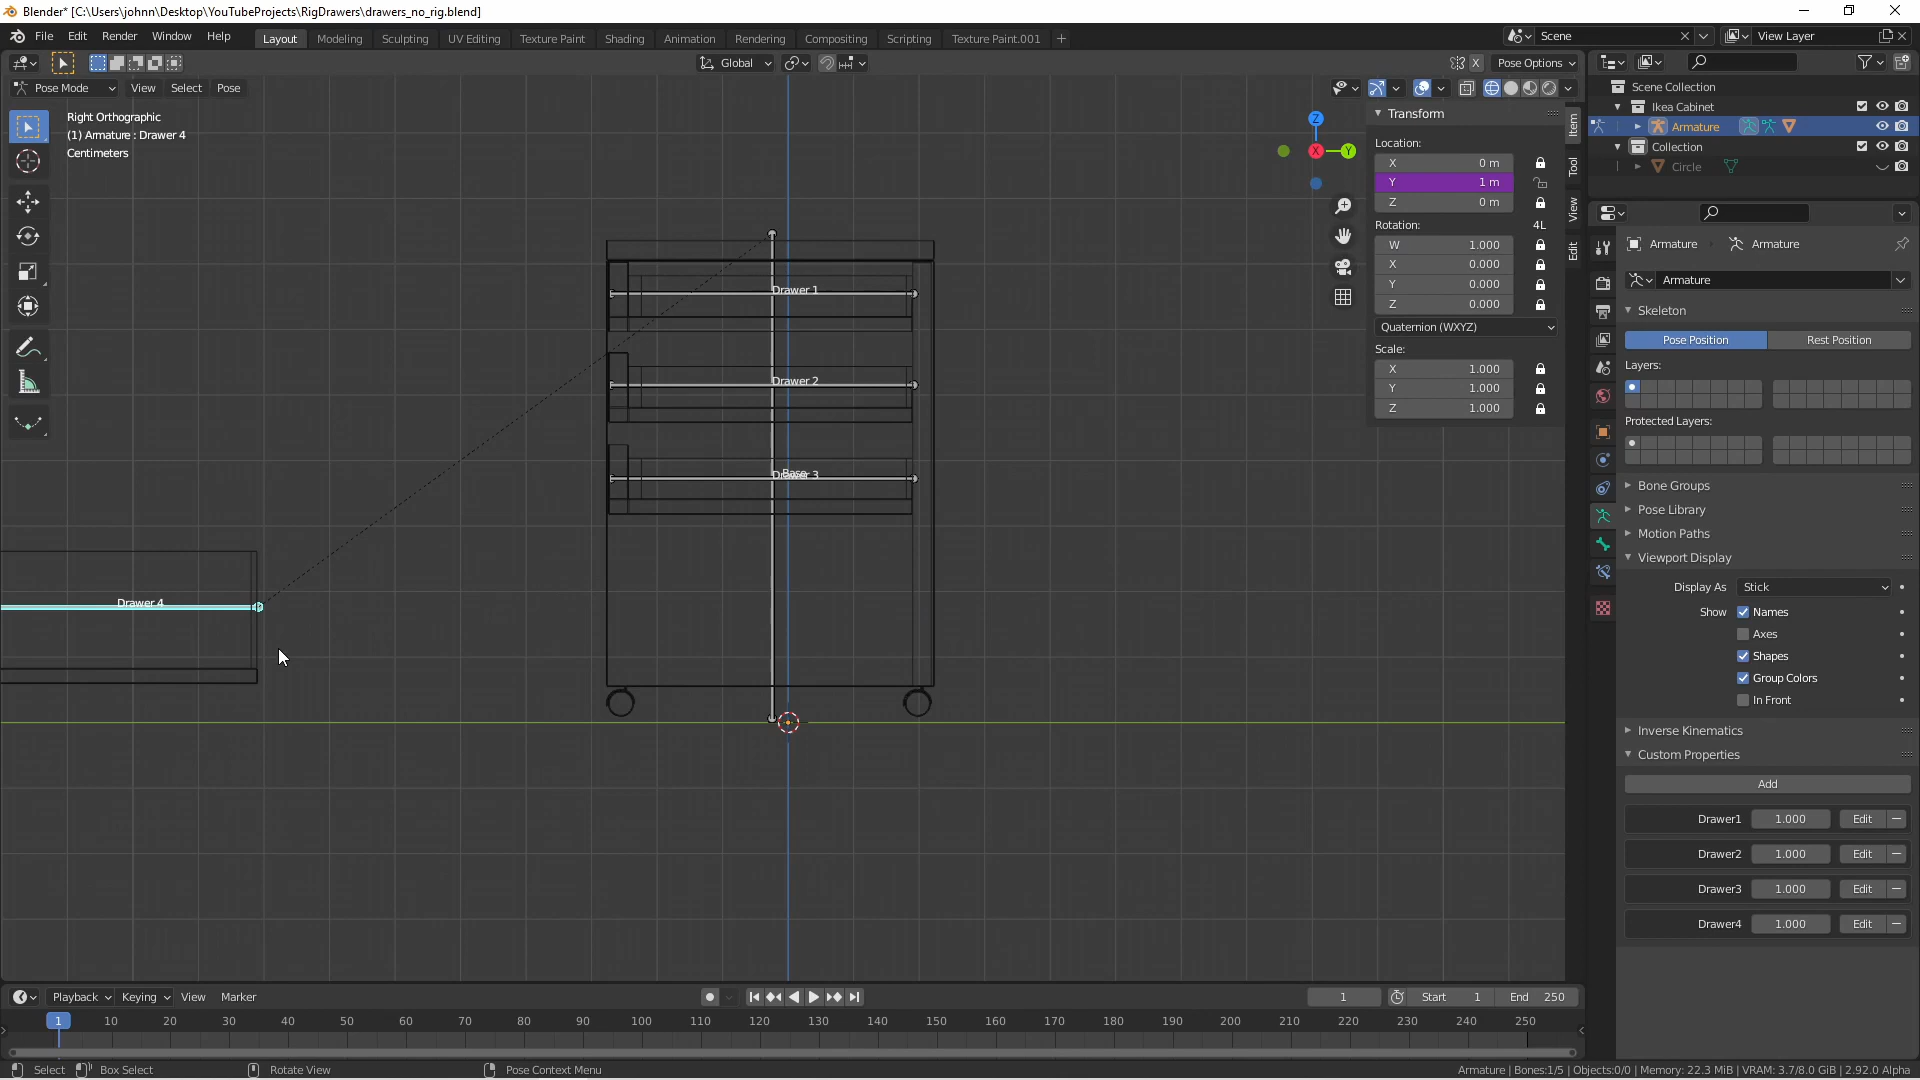 Blender* [C:\Users\johnn\Desktop\YouTubeProjects\RigDrawers\drawers_no_rig.blend]
File Edit Render Window Help Layout Modeling Sculpting UV Editing Texture Paint Shading Animation Rendering Compositing Scripting Texture Paint.001 + Scene View Layer
Global X Pose Options
Pose Mode View Select Pose
Right Orthographic
(1) Armature : Drawer 4
Centimeters
Z
X
Y
Drawer 1
Drawer 2
Base
Drawer 3
Drawer 4
Transform
Location:
X 0 m
Y 1 m
Z 0 m
Rotation: 4L
W 1.000
X 0.000
Y 0.000
Z 0.000
Quaternion (WXYZ)
Scale:
X 1.000
Y 1.000
Z 1.000
Item
Tool
View
Edit
Scene Collection
Ikea Cabinet
Armature
Collection
Circle
Armature Armature
Armature
Skeleton
Pose Position Rest Position
Layers:
Protected Layers:
Bone Groups
Pose Library
Motion Paths
Viewport Display
Display As Stick
Show Names
Axes
Shapes
Group Colors
In Front
Inverse Kinematics
Custom Properties
Add
Drawer1 1.000 Edit
Drawer2 1.000 Edit
Drawer3 1.000 Edit
Drawer4 1.000 Edit
Playback Keying View Marker 1 Start 1 End 250
1 10 20 30 40 50 60 70 80 90 100 110 120 130 140 150 160 170 180 190 200 210 220 230 240 250
Select Box Select Rotate View Pose Context Menu Armature | Bones:1/5 | Objects:0/0 | Memory: 22.3 MiB | VRAM: 3.7/8.0 GiB | 2.92.0 Alpha